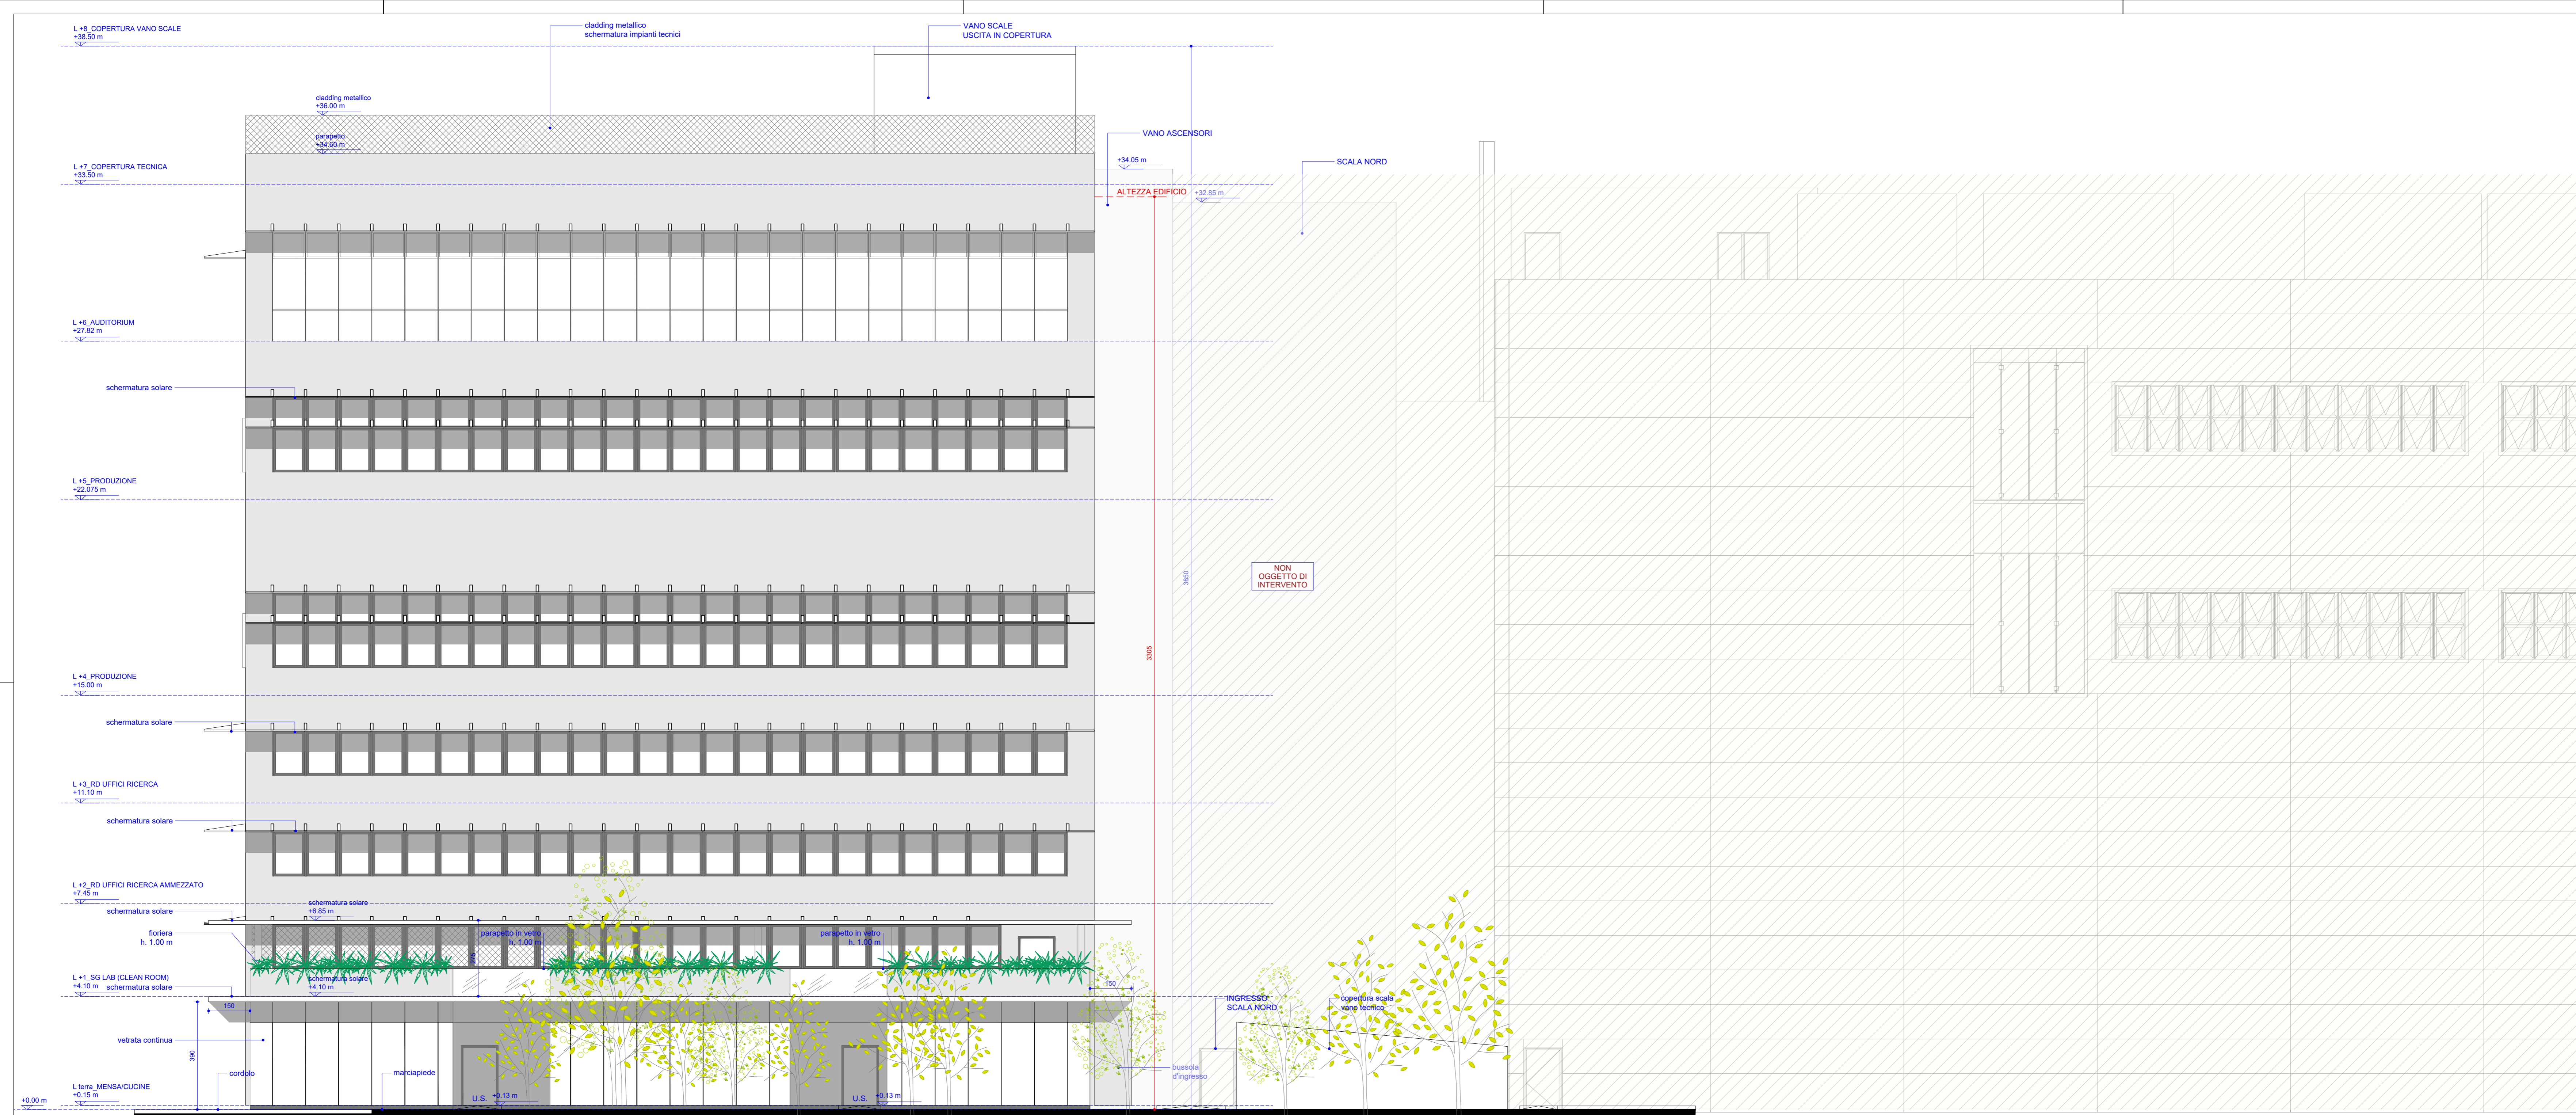 L +8_COPERTURA VANO SCALE
+38.50 m
cladding metallico
schermatura impianti tecnici
VANO SCALE
USCITA IN COPERTURA
cladding metallico
+36.00 m
parapetto
+34.60 m
VANO ASCENSORI
L +7_COPERTURA TECNICA
+33.50 m
+34.05 m
SCALA NORD
ALTEZZA EDIFICIO
+32.85 m
L +6_AUDITORIUM
+27.82 m
schermatura solare
L +5_PRODUZIONE
+22.075 m
3850
NON
OGGETTO DI
INTERVENTO
3305
L +4_PRODUZIONE
+15.00 m
schermatura solare
L +3_RD UFFICI RICERCA
+11.10 m
schermatura solare
L +2_RD UFFICI RICERCA AMMEZZATO
+7.45 m
schermatura solare
schermatura solare
+6.85 m
fioriera
h. 1.00 m
parapetto in vetro
h. 1.00 m
parapetto in vetro
h. 1.00 m
275
L +1_SG LAB (CLEAN ROOM)
+4.10 m
schermatura solare
schermatura solare
+4.10 m
150
150
INGRESSO
SCALA NORD
copertura scala
vano tecnico
vetrata continua
390
cordolo
marciapiede
bussola
d'ingresso
L terra_MENSA/CUCINE
+0.15 m
+0.00 m
U.S.
+0.13 m
U.S.
+0.13 m